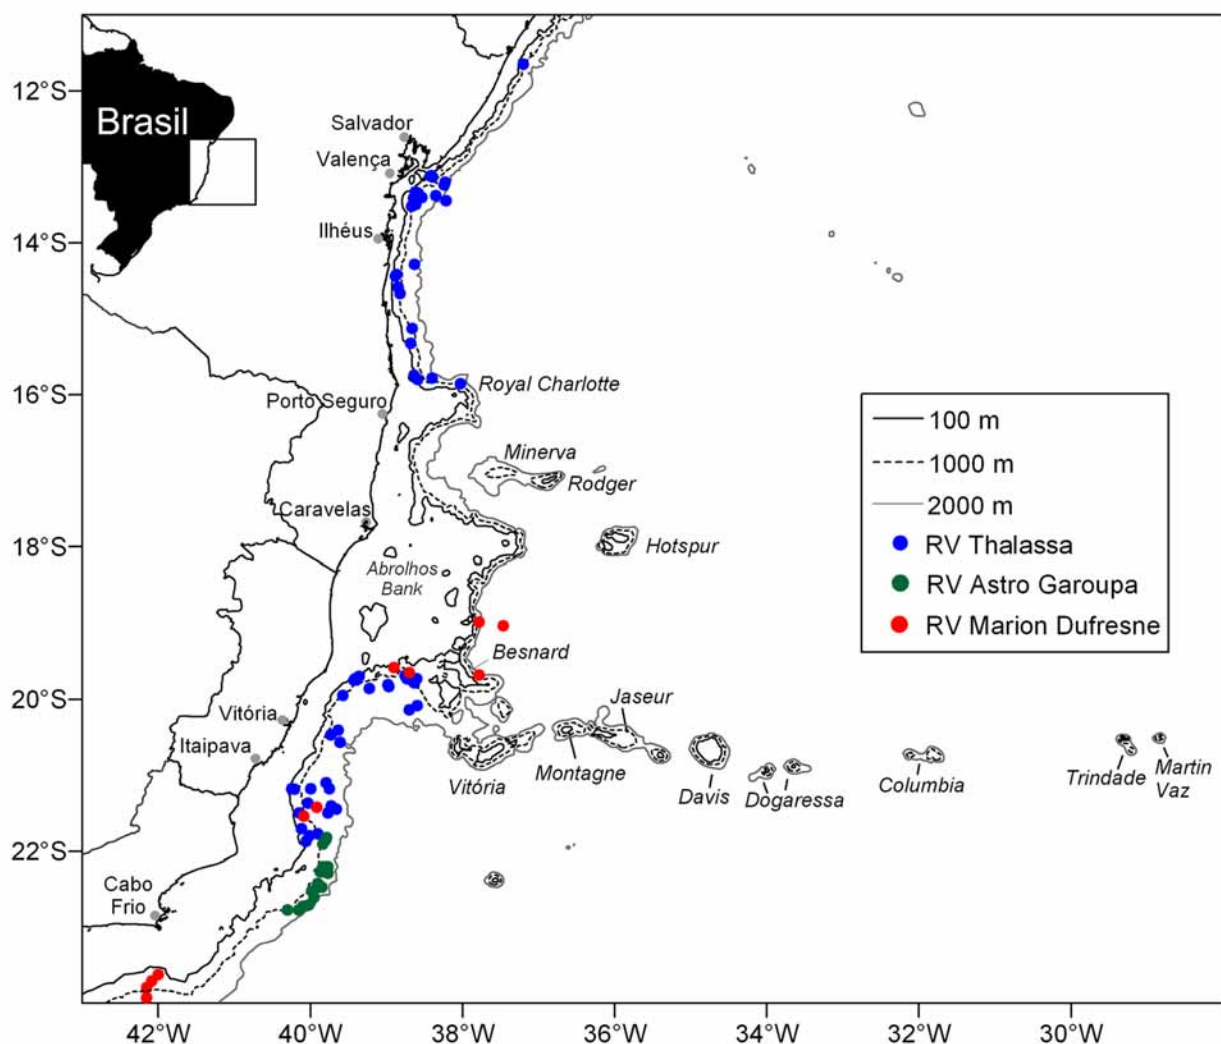 12°S
Brasil
Salvador
Valença
Ilhéus
14°S
16°S
Royal Charlotte
Porto Seguro
100 m
1000 m
2000 m
RV Thalassa
RV Astro Garoupa
RV Marion Dufresne
Minerva
Rodger
Caravelas
18°S
Hotspur
Abrolhos
Bank
Besnard
20°S
Vitória
Itaipava
Jaseur
Vitória
Montagne
Davis
Dogaressa
Columbia
Trindade
Martin
Vaz
22°S
Cabo
Frio
42°W
40°W
38°W
36°W
34°W
32°W
30°W